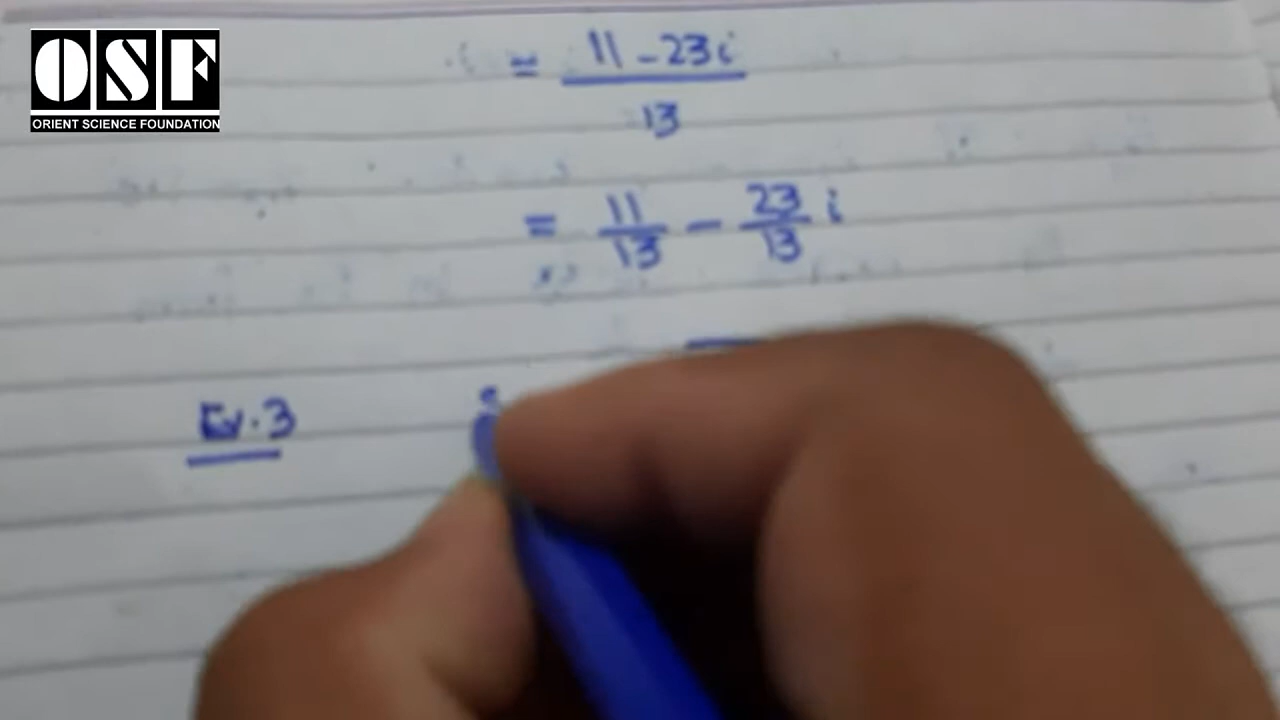 OSF
ORIENT SCIENCE FOUNDATION
= 11 - 23i
13
= 11/13 - 23/13 i
Ex.3